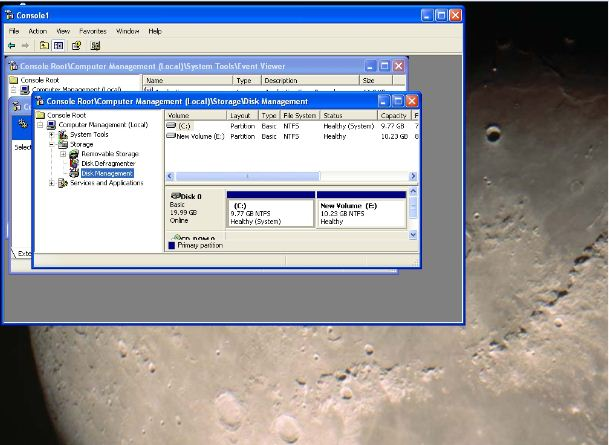 Console1
File Action View Favorites Window Help
Console Root\Computer Management (Local)\System Tools\Event Viewer
Console Root
Computer Management (Local)
Name Type Description Size
Console Root\Computer Management (Local)\Storage\Disk Management
Console Root
Computer Management (Local)
System Tools
Storage
Removable Storage
Disk Defragmenter
Disk Management
Services and Applications
Volume Layout Type File System Status Capacity F
(C:) Partition Basic NTFS Healthy (System) 9.77 GB 7
New Volume (E:) Partition Basic NTFS Healthy 10.23 GB 8
Selec
Disk 0
Basic
19.99 GB
Online
(C:)
9.77 GB NTFS
Healthy (System)
New Volume (E:)
10.23 GB NTFS
Healthy
CD-ROM 0
Primary partition
Exte